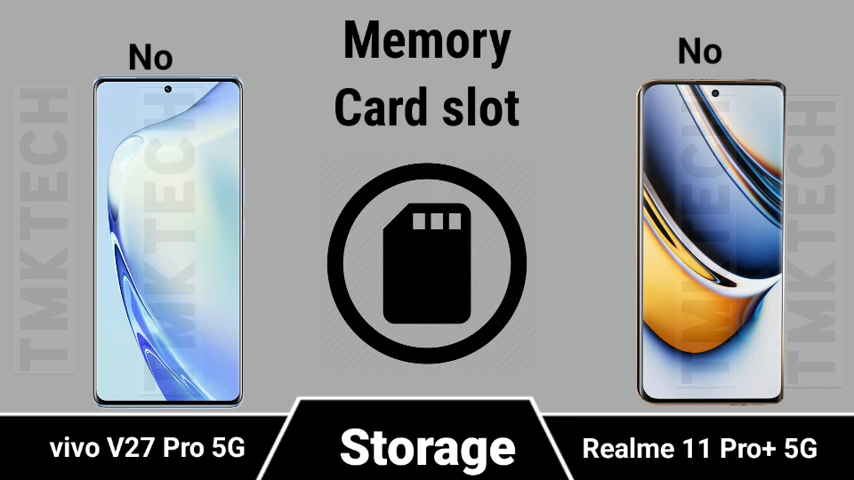 No
Memory
Card slot
No
TMKTECH
TMKTECH
TMKTECH
TMKTECH
vivo V27 Pro 5G
Storage
Realme 11 Pro+ 5G